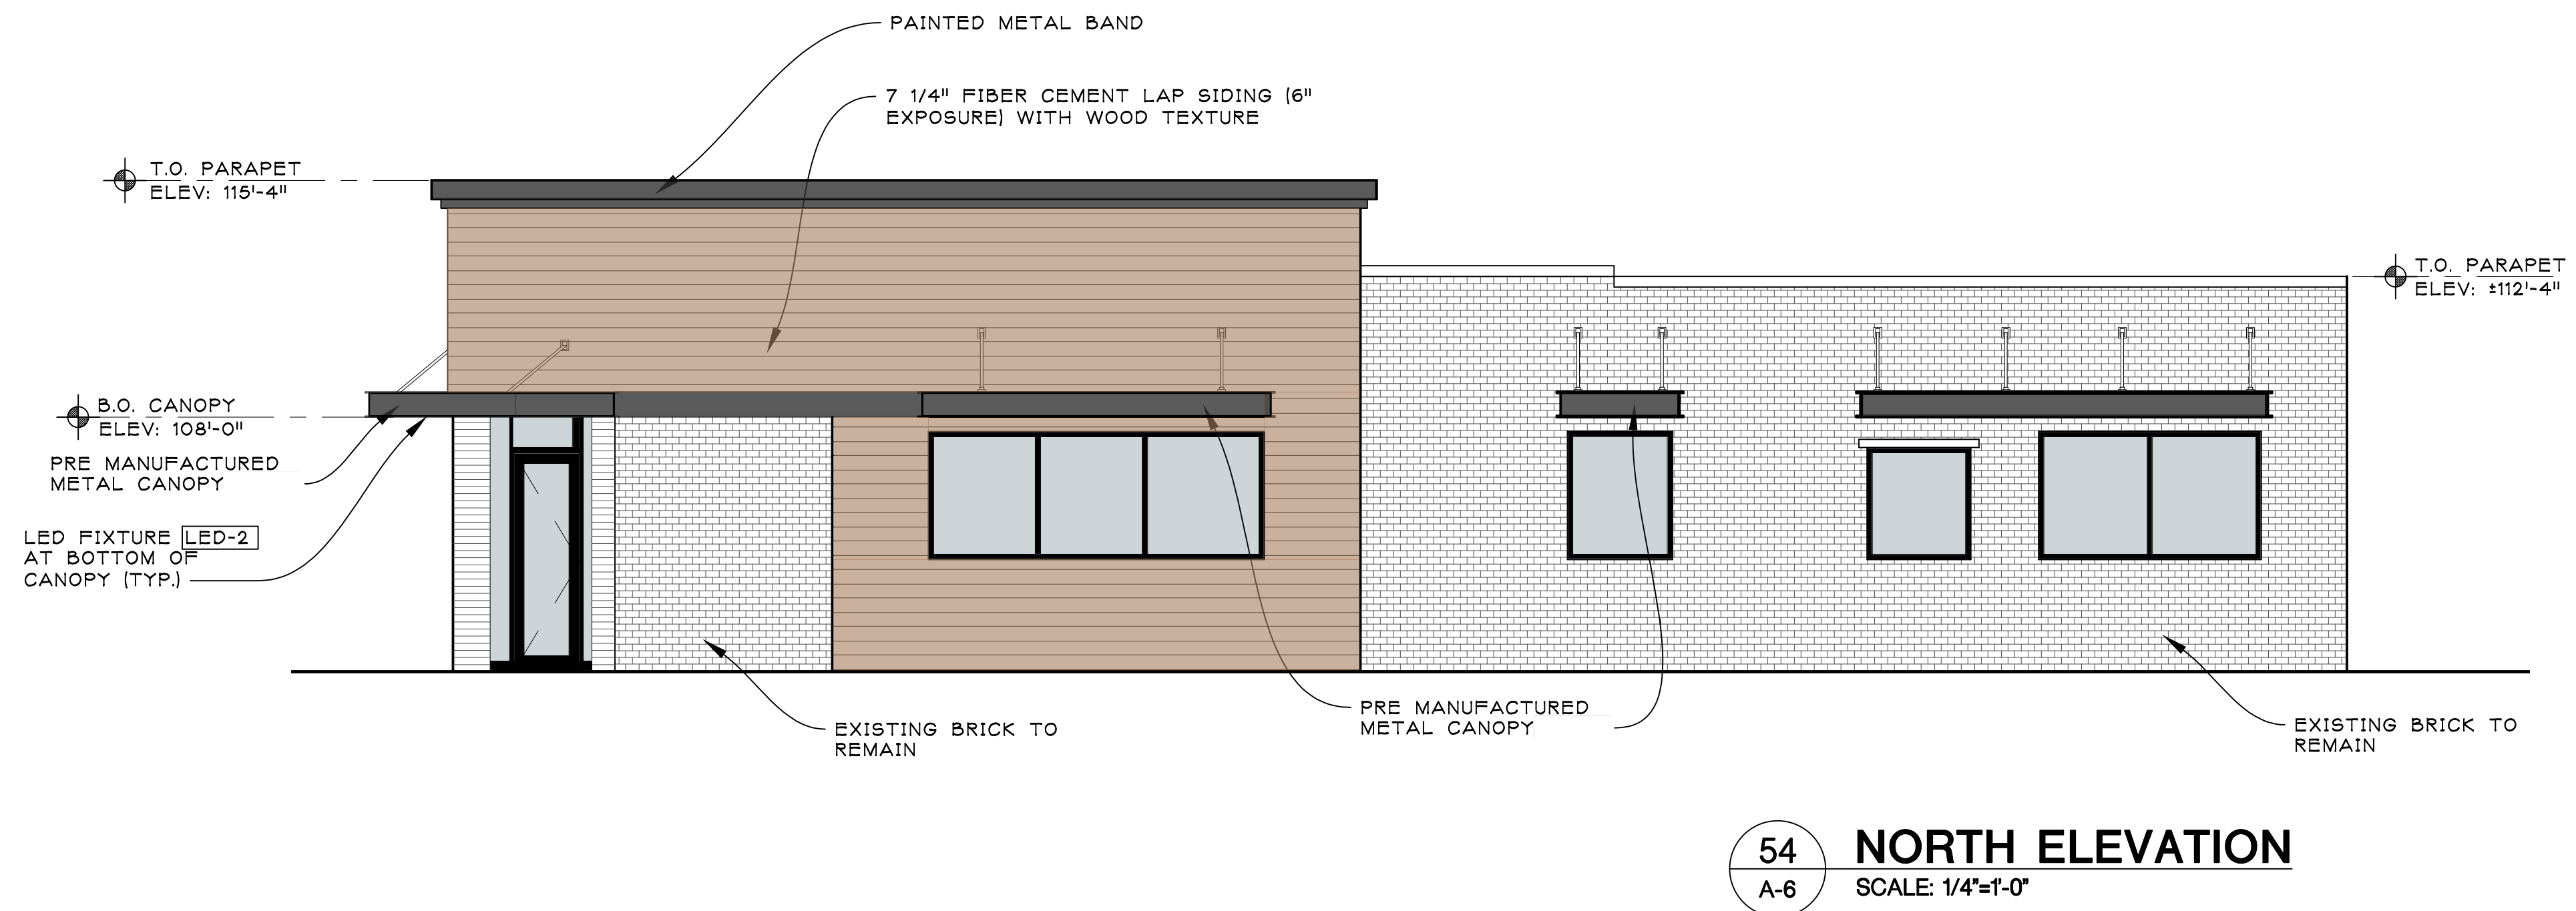 PAINTED METAL BAND
7 1/4" FIBER CEMENT LAP SIDING (6"
EXPOSURE) WITH WOOD TEXTURE
T.O. PARAPET
ELEV: 115'-4"
T.O. PARAPET
ELEV: ±112'-4"
B.O. CANOPY
ELEV: 108'-0"
PRE MANUFACTURED
METAL CANOPY
LED FIXTURE LED-2
AT BOTTOM OF
CANOPY (TYP.)
EXISTING BRICK TO
REMAIN
PRE MANUFACTURED
METAL CANOPY
EXISTING BRICK TO
REMAIN
54
A-6
NORTH ELEVATION
SCALE: 1/4"=1'-0"